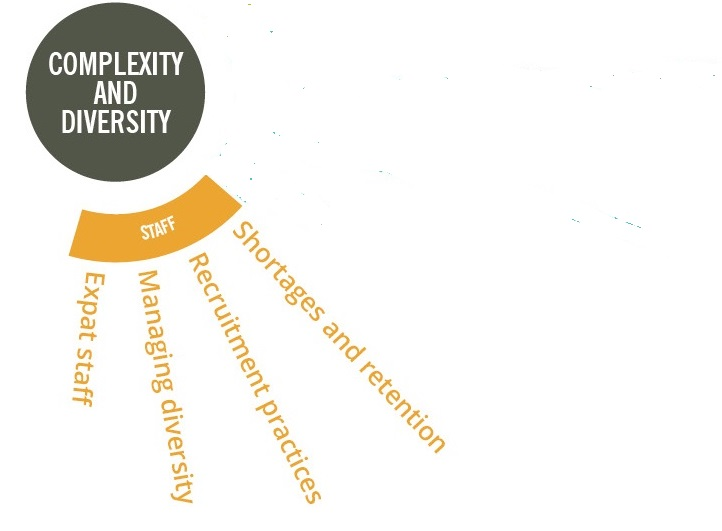 COMPLEXITY
AND
DIVERSITY
STAFF
Expat staff
Managing diversity
Recruitment practices
Shortages and retention